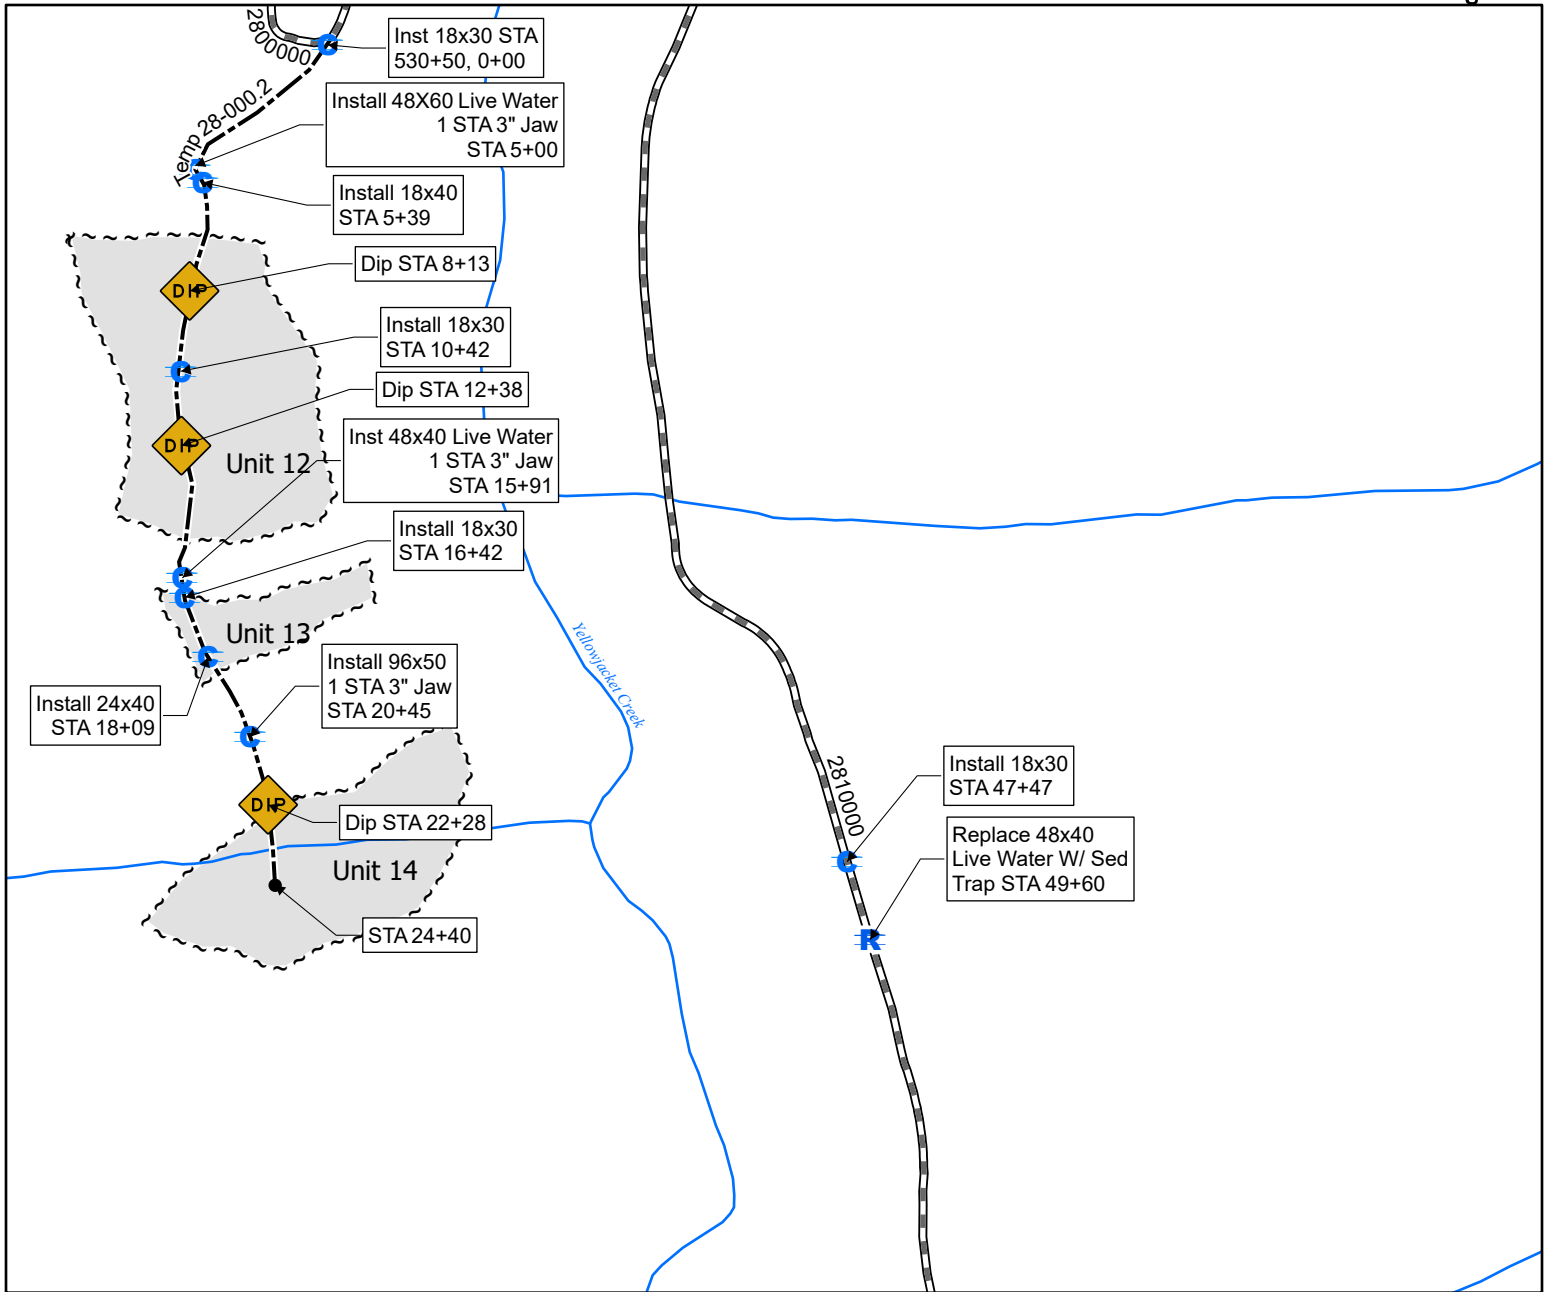 2800000
Inst 18x30 STA
530+50, 0+00
C
Temp 28-000.2
Install 48X60 Live Water
1 STA 3" Jaw
STA 5+00
C
Install 18x40
STA 5+39
Dip STA 8+13
DIP
Install 18x30
STA 10+42
C
Dip STA 12+38
DIP
Unit 12
Inst 48x40 Live Water
1 STA 3" Jaw
STA 15+91
Install 18x30
STA 16+42
C
C
Unit 13
C
Install 24x40
STA 18+09
Install 96x50
1 STA 3" Jaw
STA 20+45
C
Yellowjacket Creek
DIP
Dip STA 22+28
Unit 14
STA 24+40
2810000
Install 18x30
STA 47+47
C
Replace 48x40
Live Water W/ Sed
Trap STA 49+60
R